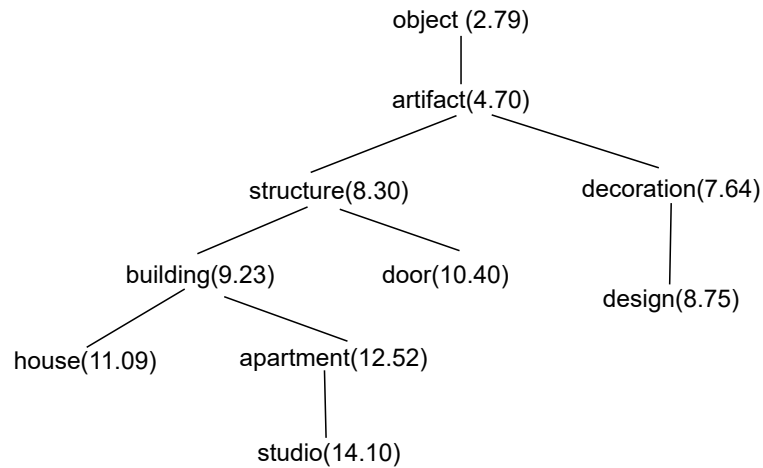 object (2.79)
artifact(4.70)
structure(8.30)
decoration(7.64)
building(9.23)
door(10.40)
design(8.75)
house(11.09)
apartment(12.52)
studio(14.10)